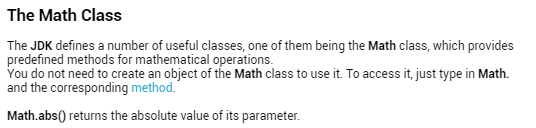 The Math Class
The JDK defines a number of useful classes, one of them being the Math class, which provides
predefined methods for mathematical operations.
You do not need to create an object of the Math class to use it. To access it, just type in Math.
and the corresponding method.
Math.abs() returns the absolute value of its parameter.